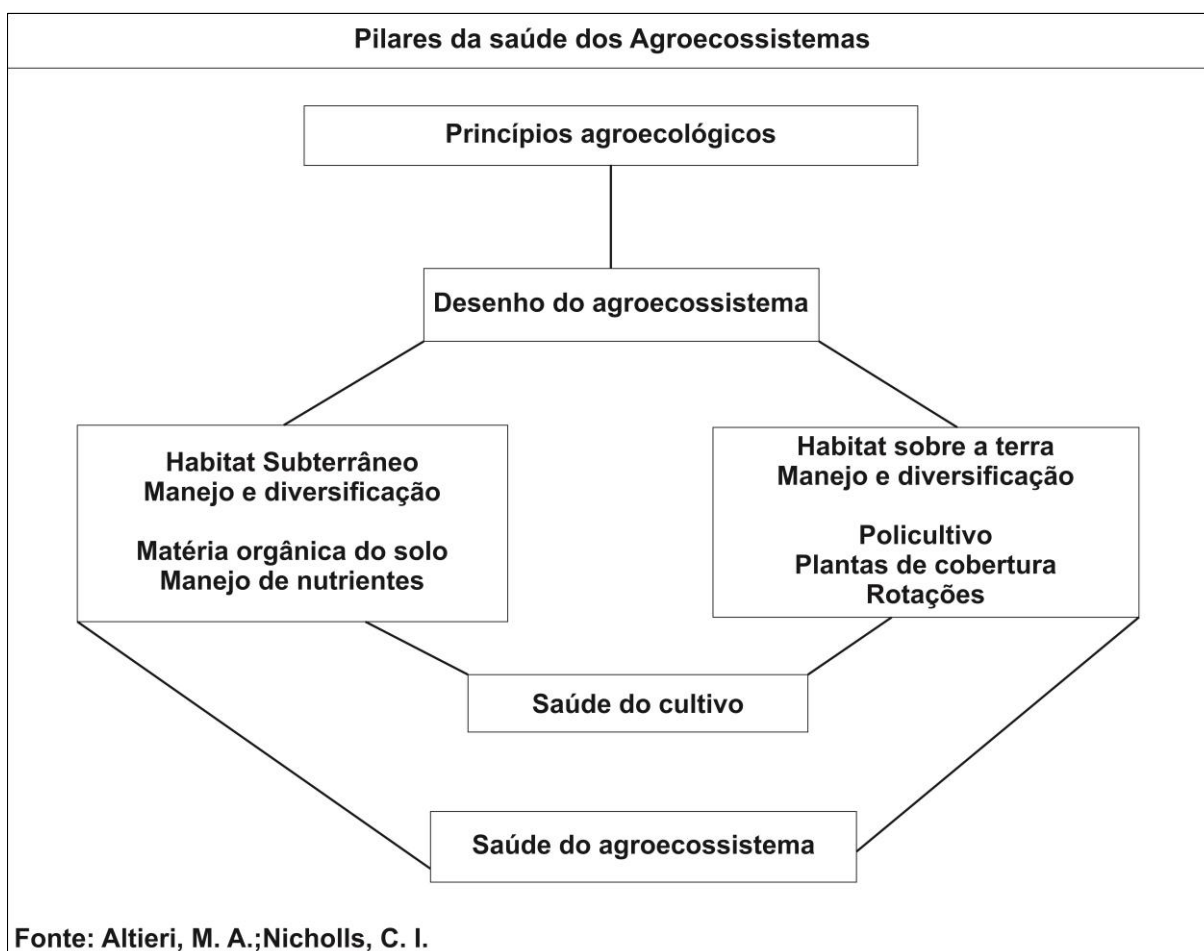 Pilares da saúde dos Agroecossistemas
Princípios agroecológicos
Desenho do agroecossistema
Habitat Subterrâneo
Manejo e diversificação
Matéria orgânica do solo
Manejo de nutrientes
Habitat sobre a terra
Manejo e diversificação
Policultivo
Plantas de cobertura
Rotações
Saúde do cultivo
Saúde do agroecossistema
Fonte: Altieri, M. A.;Nicholls, C. I.